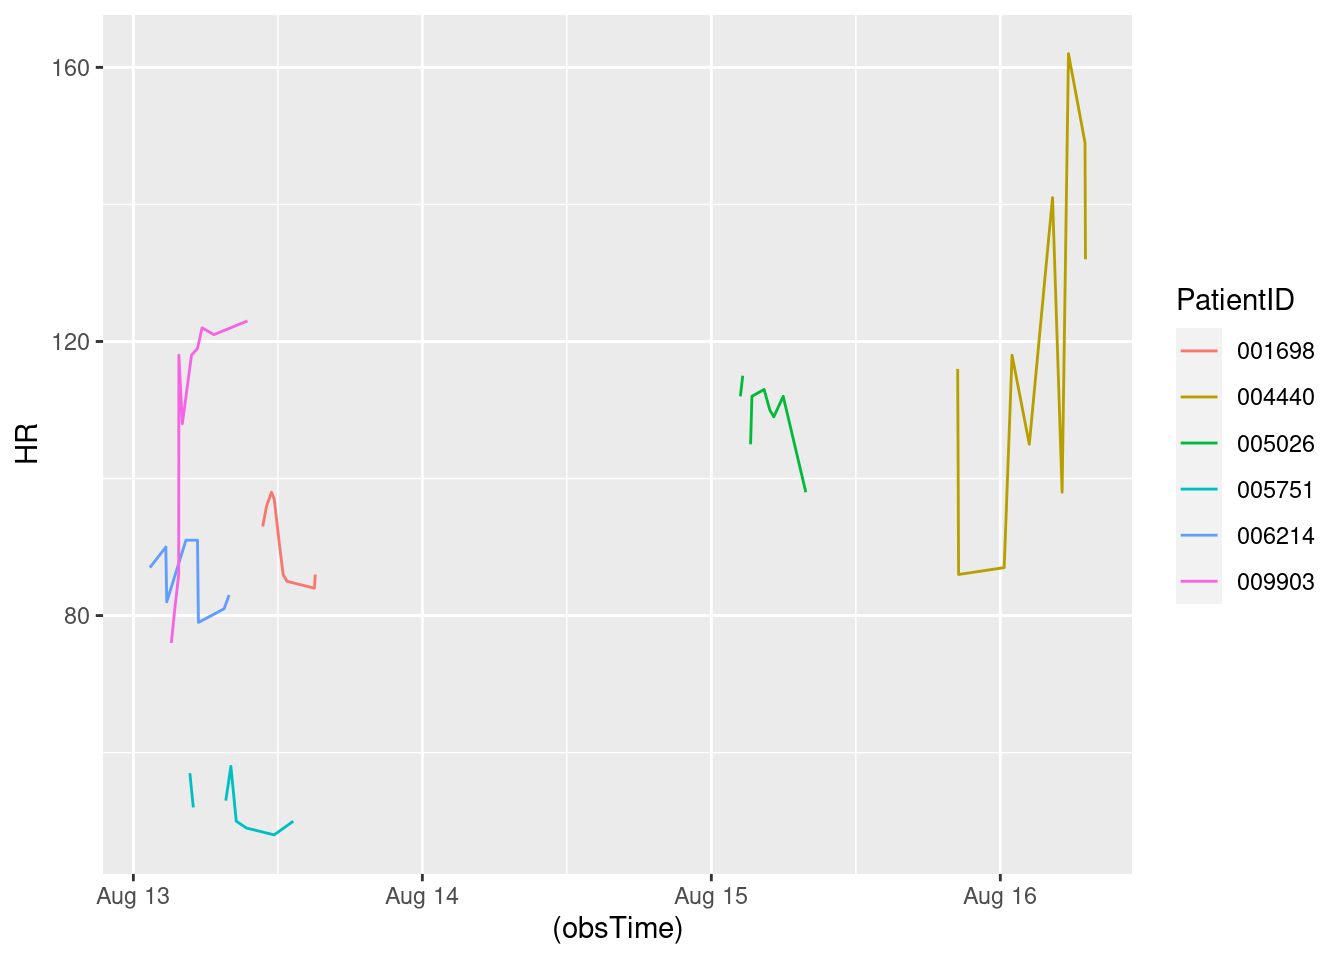 160
120
80
HR
Aug 13
Aug 14
Aug 15
Aug 16
(obsTime)
PatientID
001698
004440
005026
005751
006214
009903